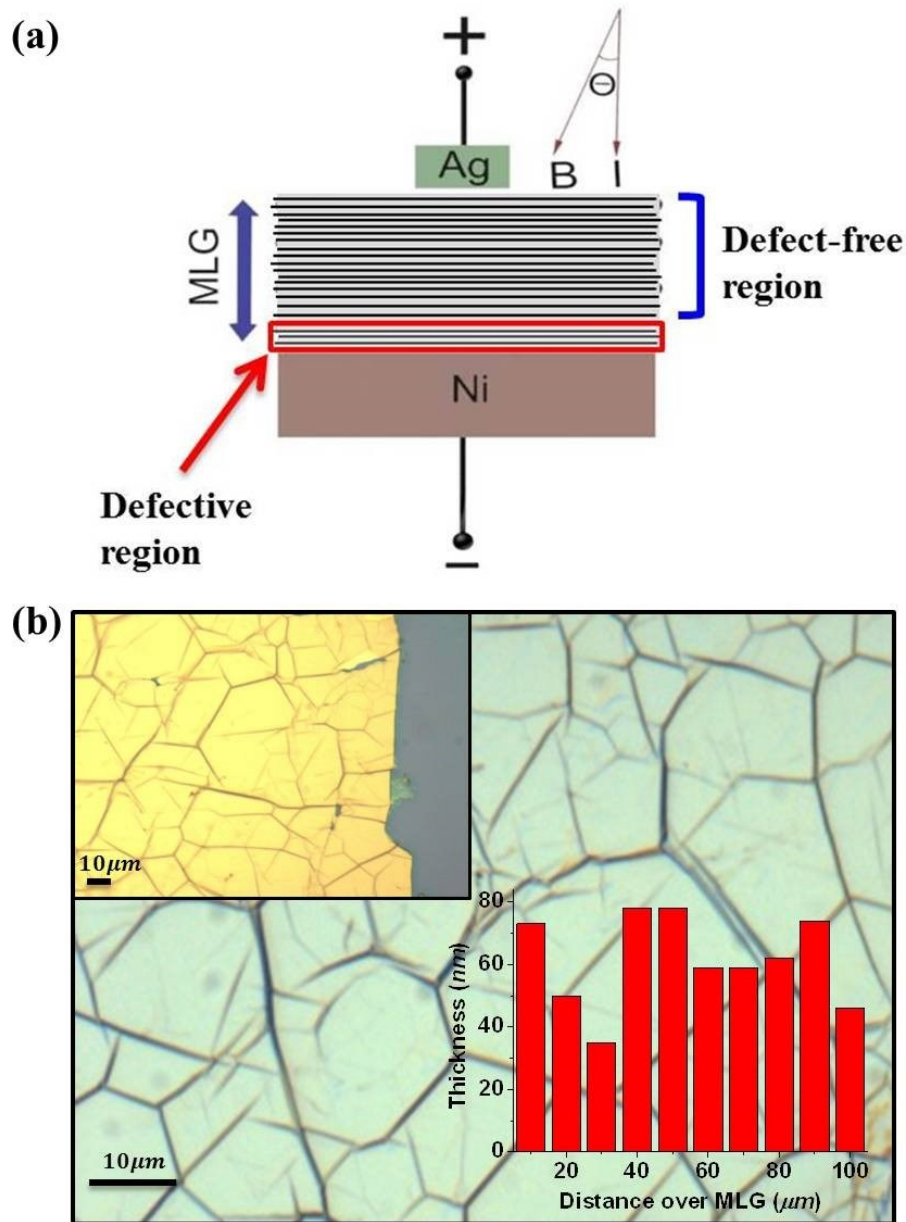 (a)
+
Ag
Θ
B
I
MLG
Defect-free
region
Ni
Defective
region
−
(b)
10μm
10μm
Thickness (nm)
80
60
40
20
0
20
40
60
80
100
Distance over MLG (μm)